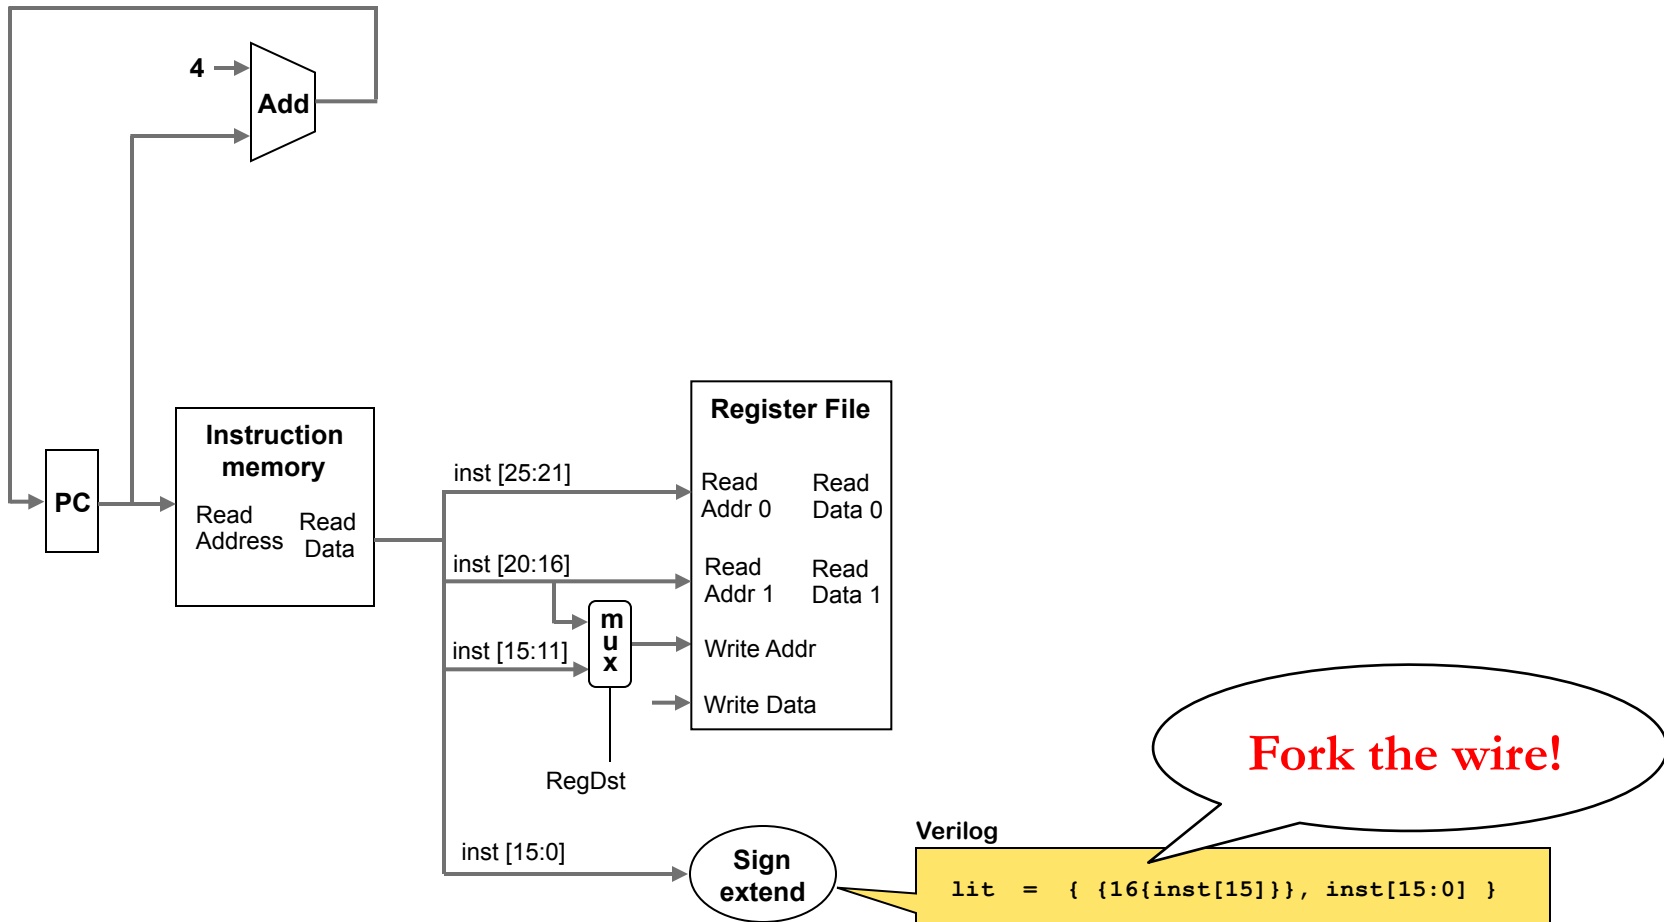 4
Add
Register File
Instruction
memory
inst [25:21]
Read
Addr 0
Read
Data 0
PC
Read
Address
Read
Data
inst [20:16]
Read
Addr 1
Read
Data 1
m
u
x
inst [15:11]
Write Addr
Write Data
RegDst
Fork the wire!
Verilog
inst [15:0]
Sign
extend
lit = { {16{inst[15]}}, inst[15:0] }